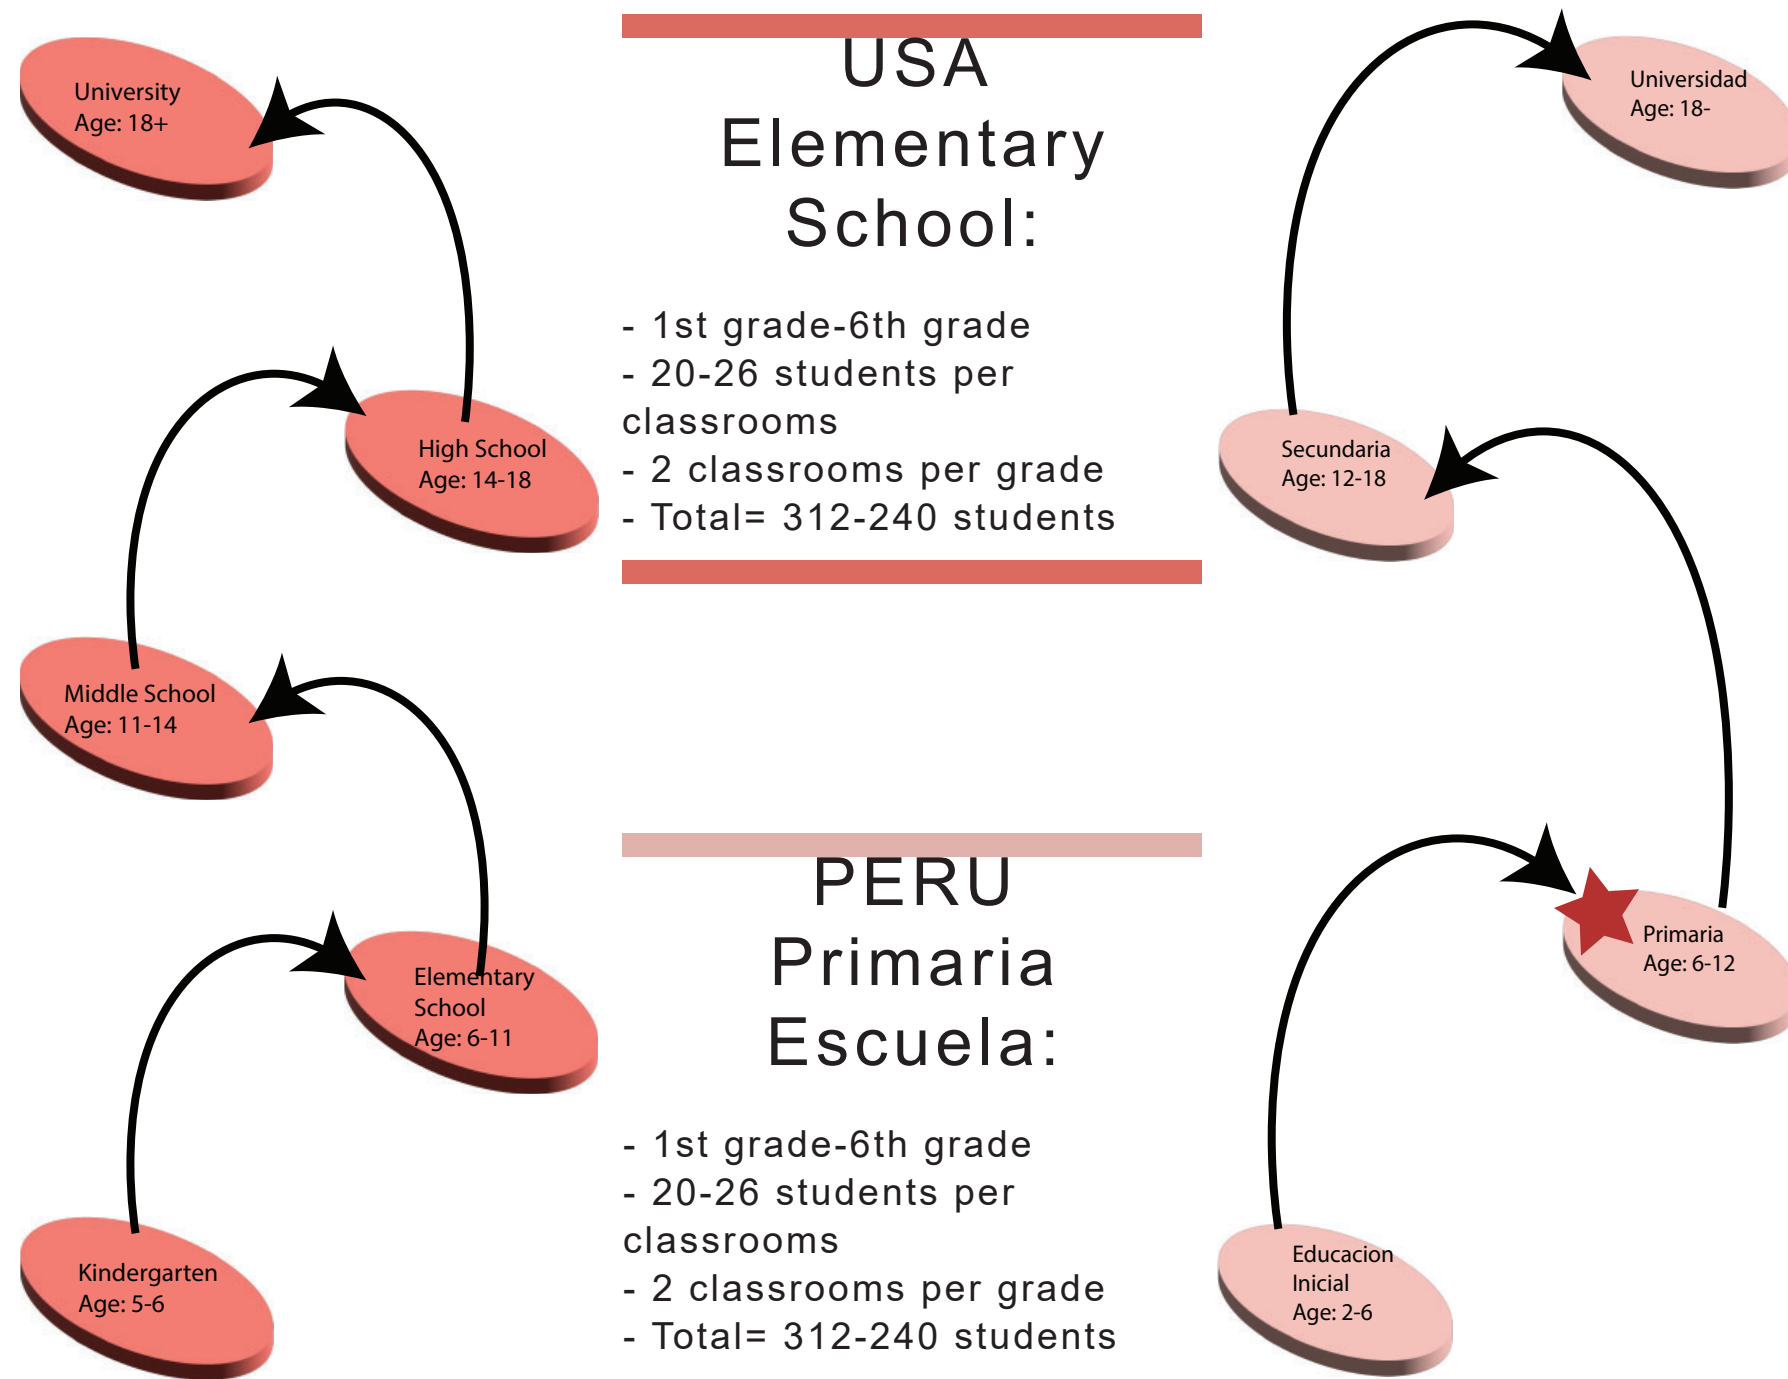 University
Age: 18+
High School
Age: 14-18
Middle School
Age: 11-14
Elementary
School
Age: 6-11
Kindergarten
Age: 5-6
USA
Elementary
School:
- 1st grade-6th grade
- 20-26 students per
classrooms
- 2 classrooms per grade
- Total= 312-240 students
PERU
Primaria
Escuela:
- 1st grade-6th grade
- 20-26 students per
classrooms
- 2 classrooms per grade
- Total= 312-240 students
Universidad
Age: 18-
Secundaria
Age: 12-18
Primaria
Age: 6-12
Educacion
Inicial
Age: 2-6